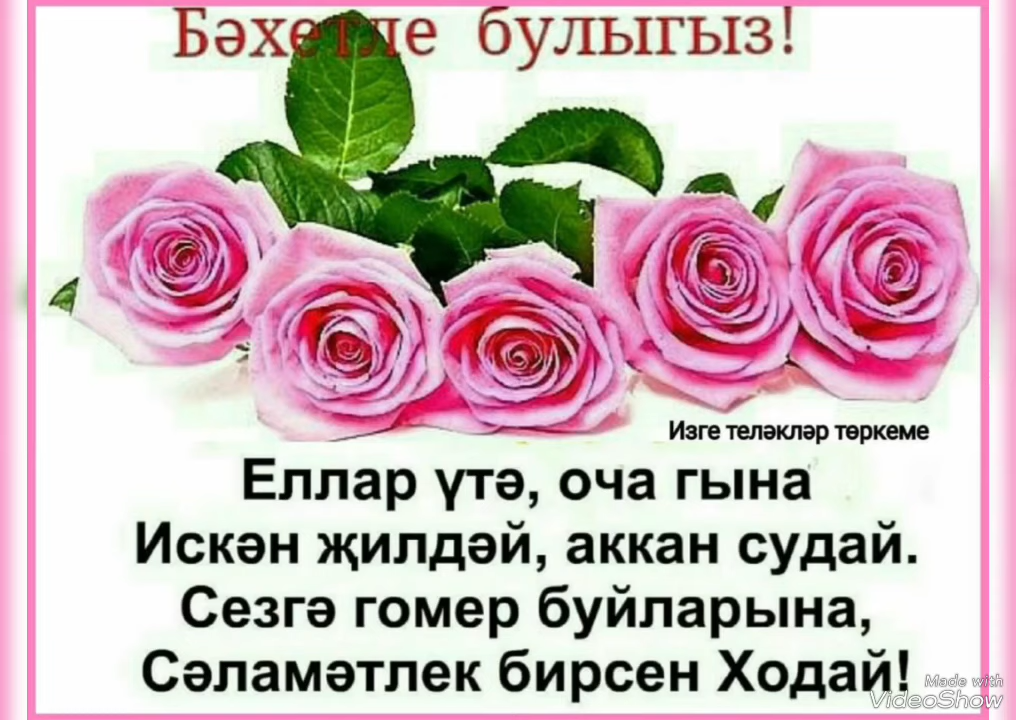 Бәхетле булыгыз!
Изге теләкләр төркеме
Еллар үтә, оча гына
Искән җилдәй, аккан судай.
Сезгә гомер буйларына,
Сәламәтлек бирсен Ходай!
Made with
VideoShow